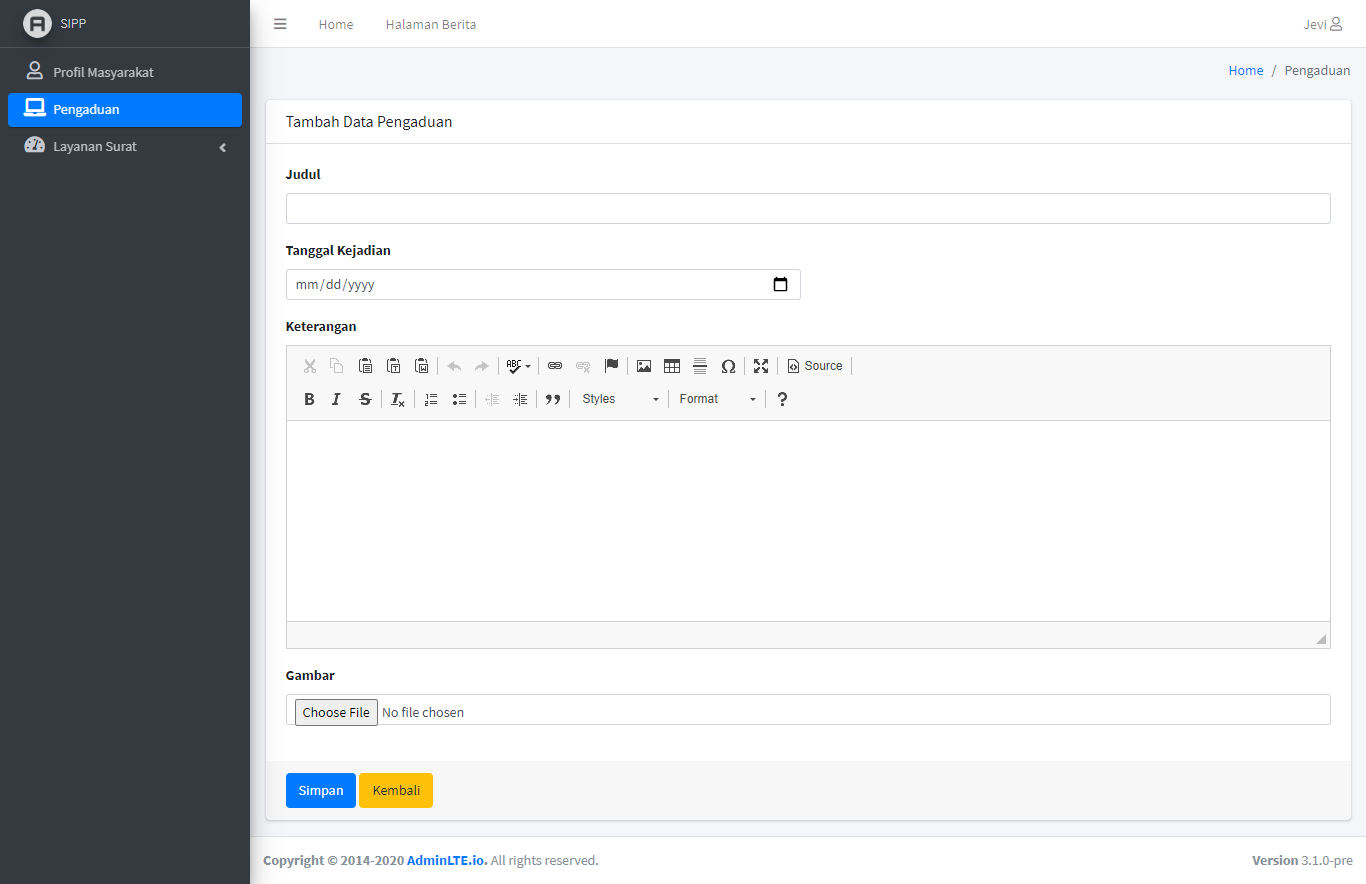 SIPP
Home Halaman Berita Jevi
Profil Masyarakat
Pengaduan
Layanan Surat
Home / Pengaduan
Tambah Data Pengaduan
Judul
Tanggal Kejadian
mm/dd/yyyy
Keterangan
ABC Ω Source
B I S Ix Styles Format ?
Gambar
Choose File No file chosen
Simpan Kembali
Copyright © 2014-2020 AdminLTE.io. All rights reserved. Version 3.1.0-pre